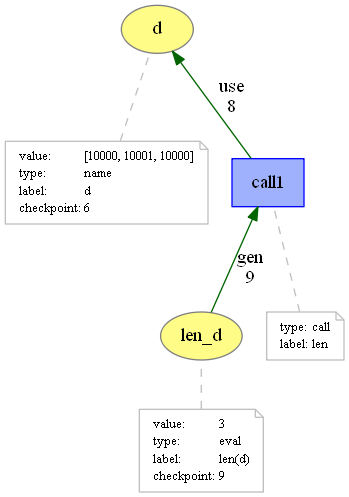 d
use
8
value: [10000, 10001, 10000]
type: name
label: d
checkpoint: 6
call1
gen
9
len_d
type: call
label: len
value: 3
type: eval
label: len(d)
checkpoint: 9